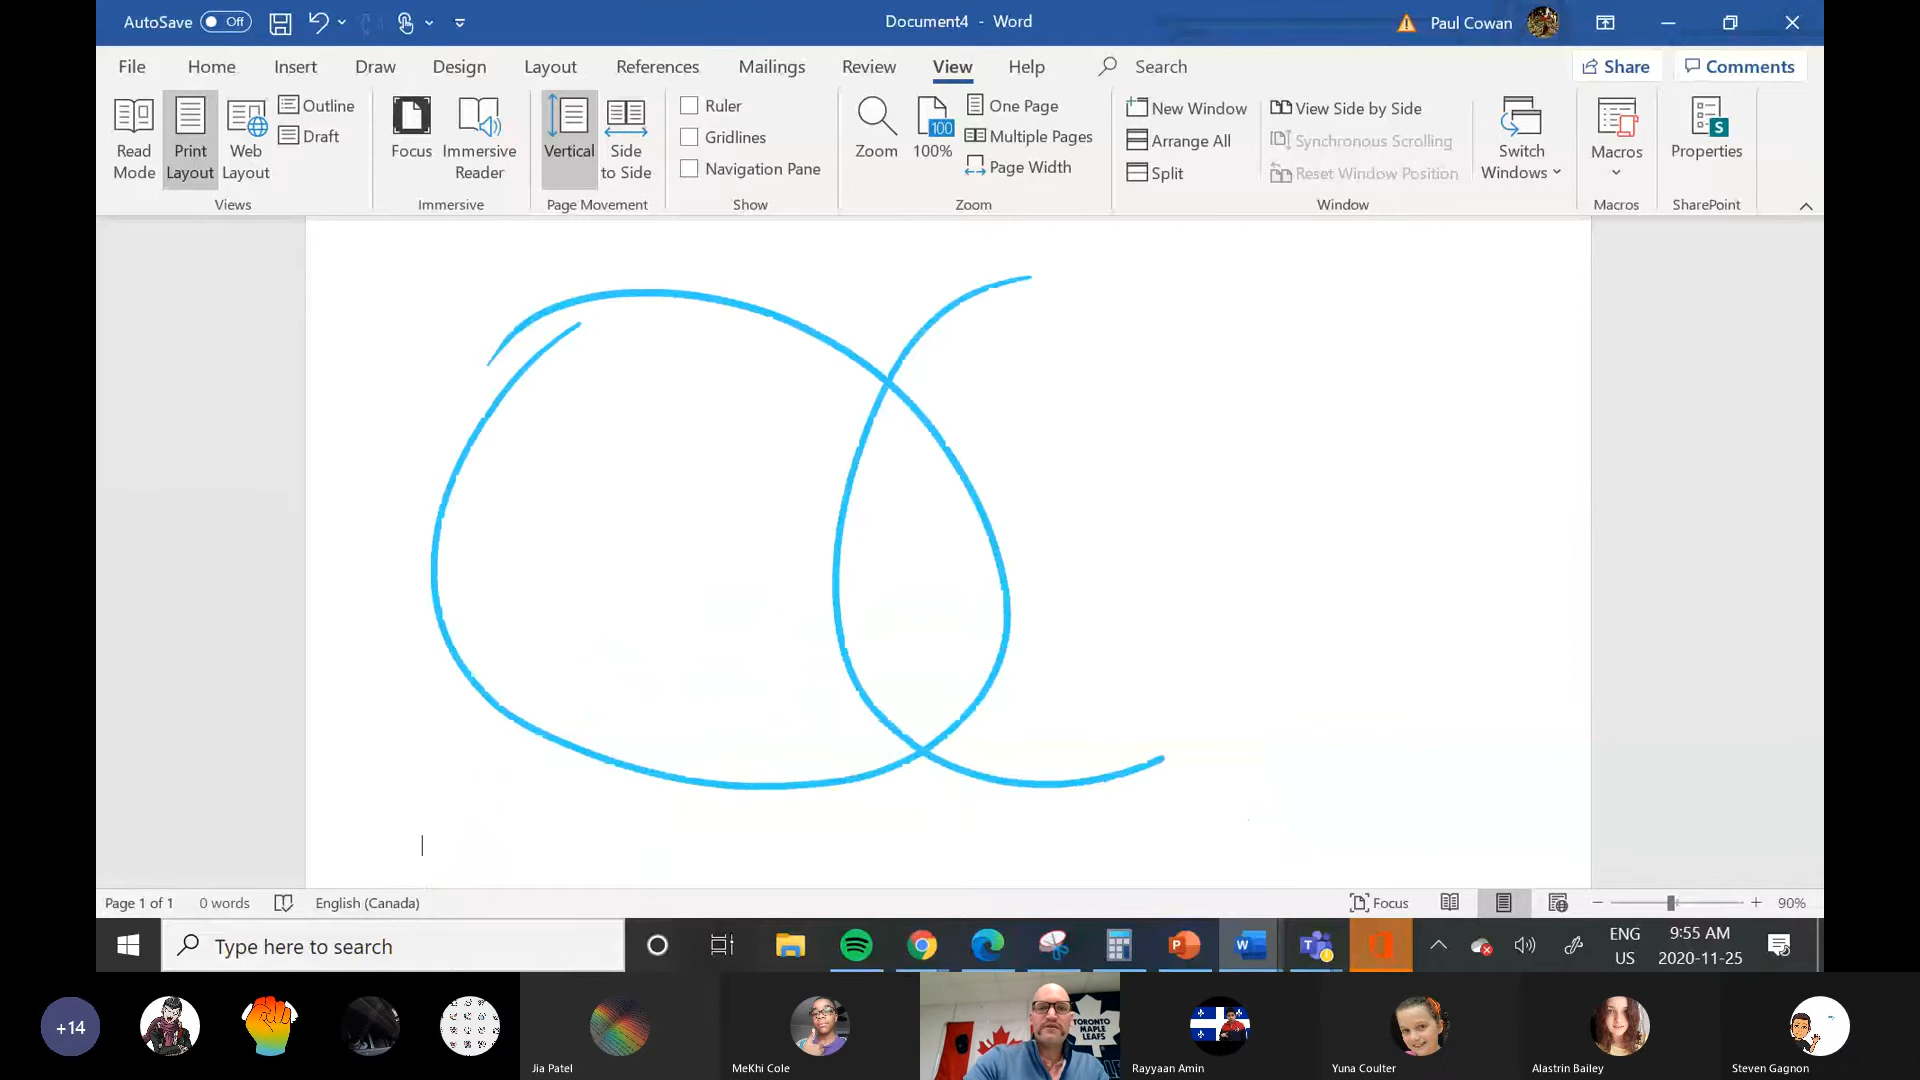 AutoSave Off
Document4 - Word
Paul Cowan
File Home Insert Draw Design Layout References Mailings Review View Help Search Share Comments
Read Mode
Print Layout
Web Layout
Outline
Draft
Views
Focus
Immersive Reader
Immersive
Vertical
Side to Side
Page Movement
Ruler
Gridlines
Navigation Pane
Show
Zoom
100
100%
One Page
Multiple Pages
Page Width
Zoom
New Window
Arrange All
Split
View Side by Side
Synchronous Scrolling
Reset Window Position
Switch Windows
Window
Macros
Macros
S
Properties
SharePoint
Page 1 of 1 0 words English (Canada) Focus 90%
Type here to search
P
W
T
ENG
US
9:55 AM
2020-11-25
+14
Jia Patel
MeKhi Cole
TORONTO
MAPLE
LEAFS
Rayyaan Amin
Yuna Coulter
Alastrin Bailey
Steven Gagnon